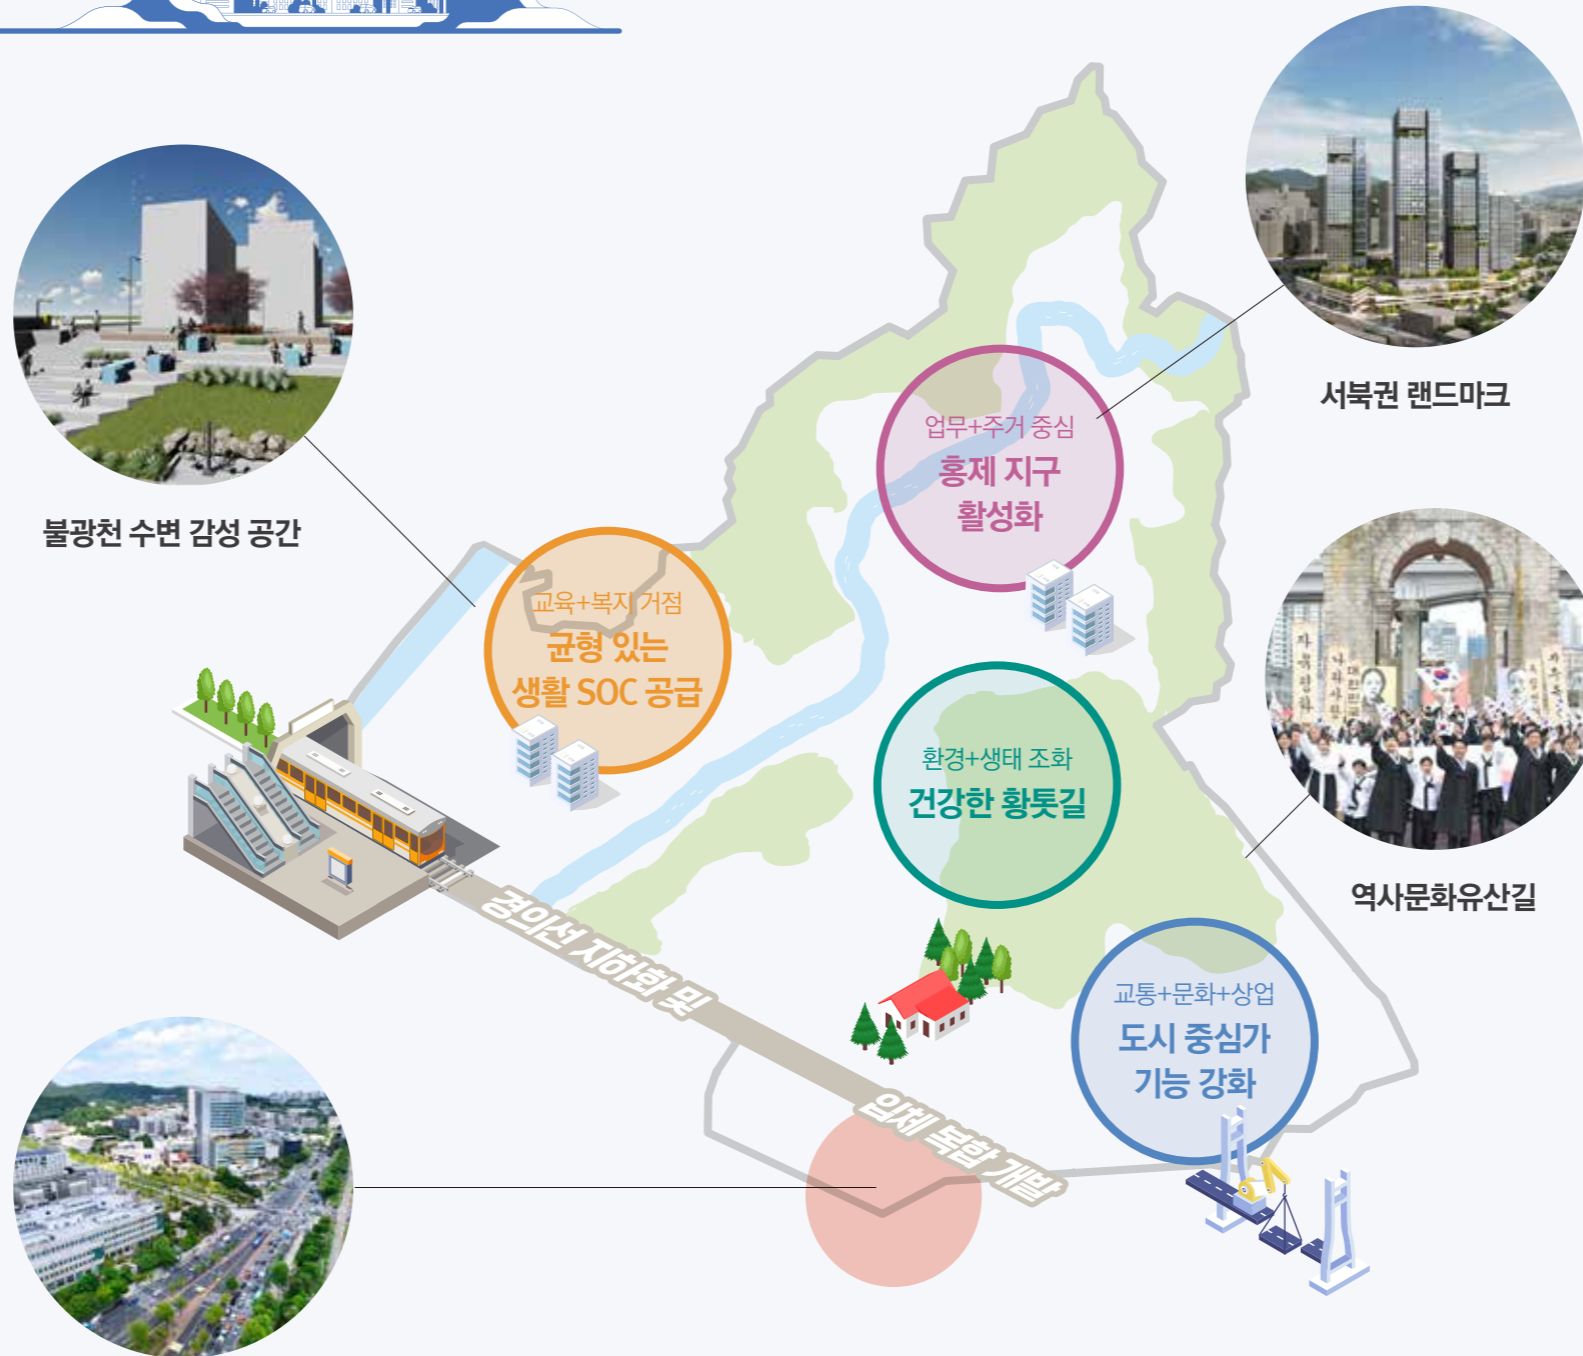 서북권 랜드마크
업무+주거 중심
홍제 지구
활성화
불광천 수변 감성 공간
교육+복지 거점
균형 있는
생활 SOC 공급
환경+생태 조화
건강한 황톳길
역사문화유산길
경의선 지하화 및
입체 복합 개발
교통+문화+상업
도시 중심가
기능 강화